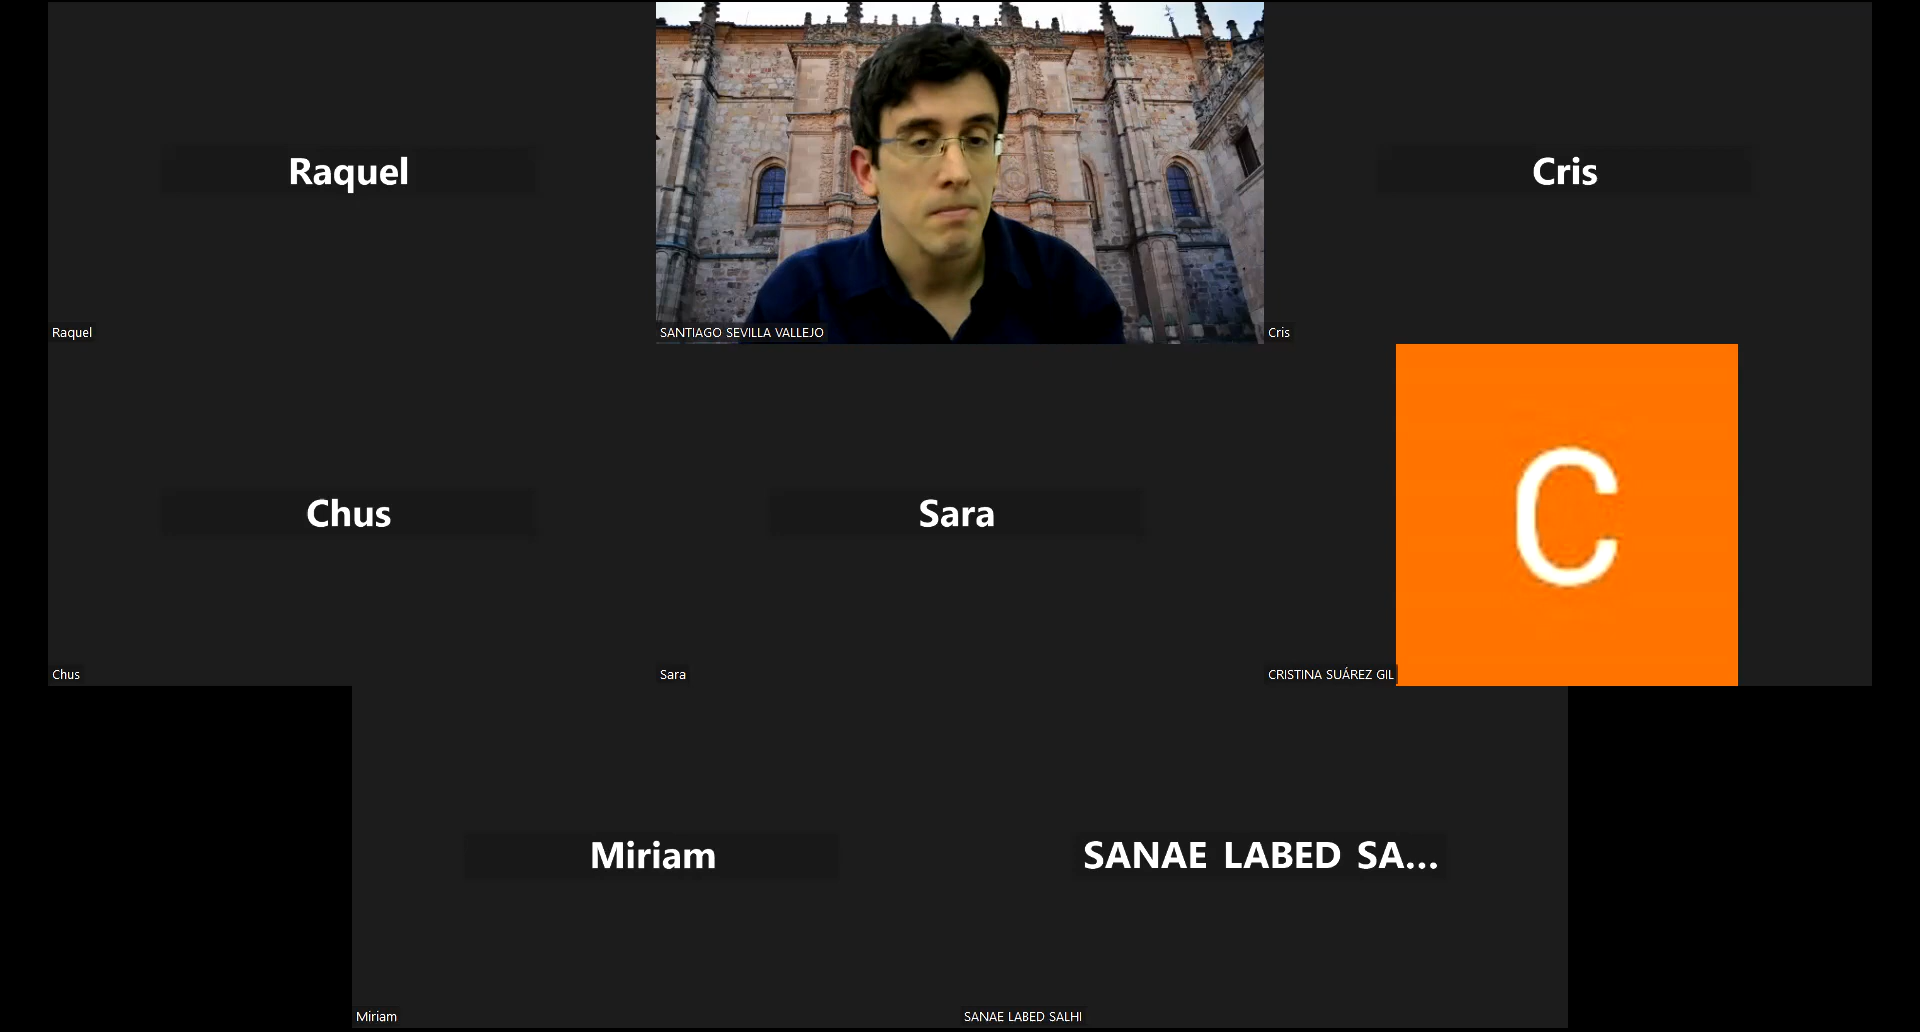 Raquel
Cris
Raquel
SANTIAGO SEVILLA VALLEJO
Cris
Chus
Sara
C
Chus
Sara
CRISTINA SUÁREZ GIL
Miriam
SANAE LABED SA...
Miriam
SANAE LABED SALHI